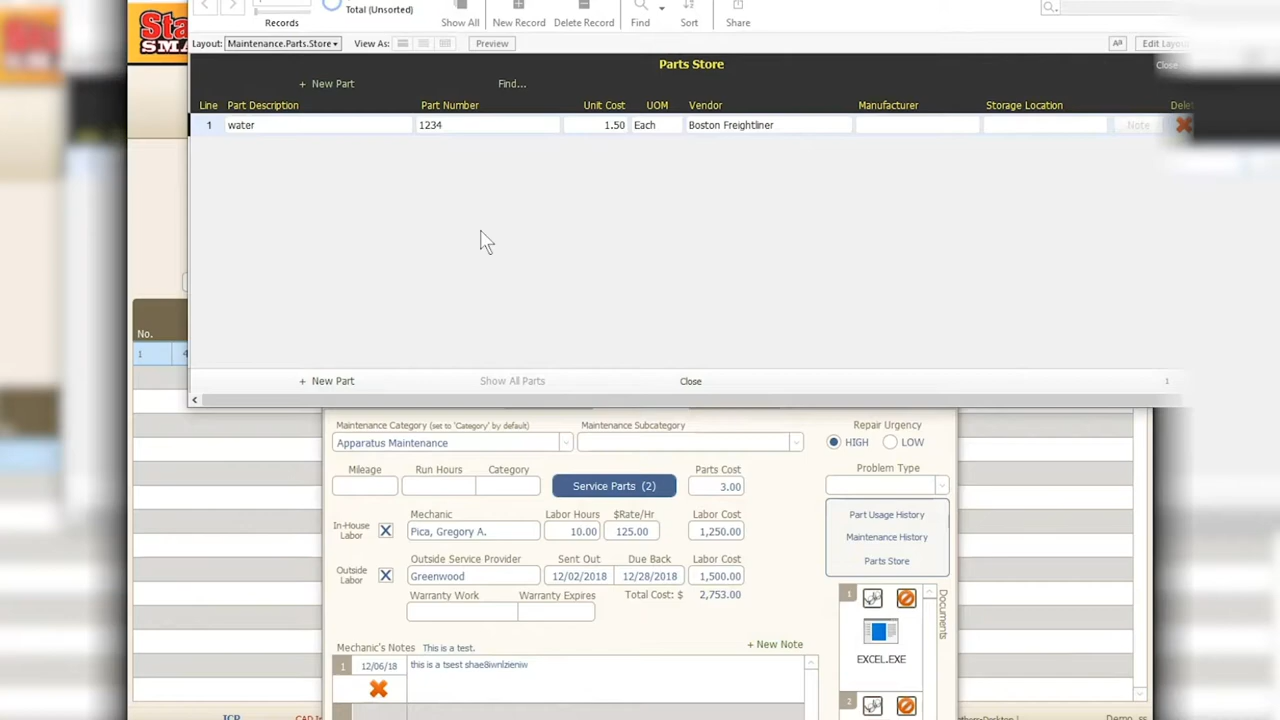 Total (Unsorted)
Records
Show All
New Record
Delete Record
Find
Sort
Share
Layout: Maintenance.Parts.Store
View As:
Preview
Aa
Edit Layou
Parts Store
Close
+ New Part
Find...
Line Part Description Part Number Unit Cost UOM Vendor Manufacturer Storage Location Delet
1 water 1234 1.50 Each Boston Freightliner Note
+ New Part Show All Parts Close 1
No.
1 4
Maintenance Category (set to 'Category' by default) Maintenance Subcategory Repair Urgency
Apparatus Maintenance HIGH LOW
Mileage Run Hours Category Service Parts (2) Parts Cost Problem Type
3.00
Part Usage History
Maintenance History
Parts Store
In-House Labor
Mechanic Labor Hours $Rate/Hr Labor Cost
Pica, Gregory A. 10.00 125.00 1,250.00
Outside Labor
Outside Service Provider Sent Out Due Back Labor Cost
Greenwood 12/02/2018 12/28/2018 1,500.00
Warranty Work Warranty Expires Total Cost: $ 2,753.00
1
Documents
EXCEL.EXE
2
Mechanic's Notes This is a test. + New Note
1 12/06/18
JCR